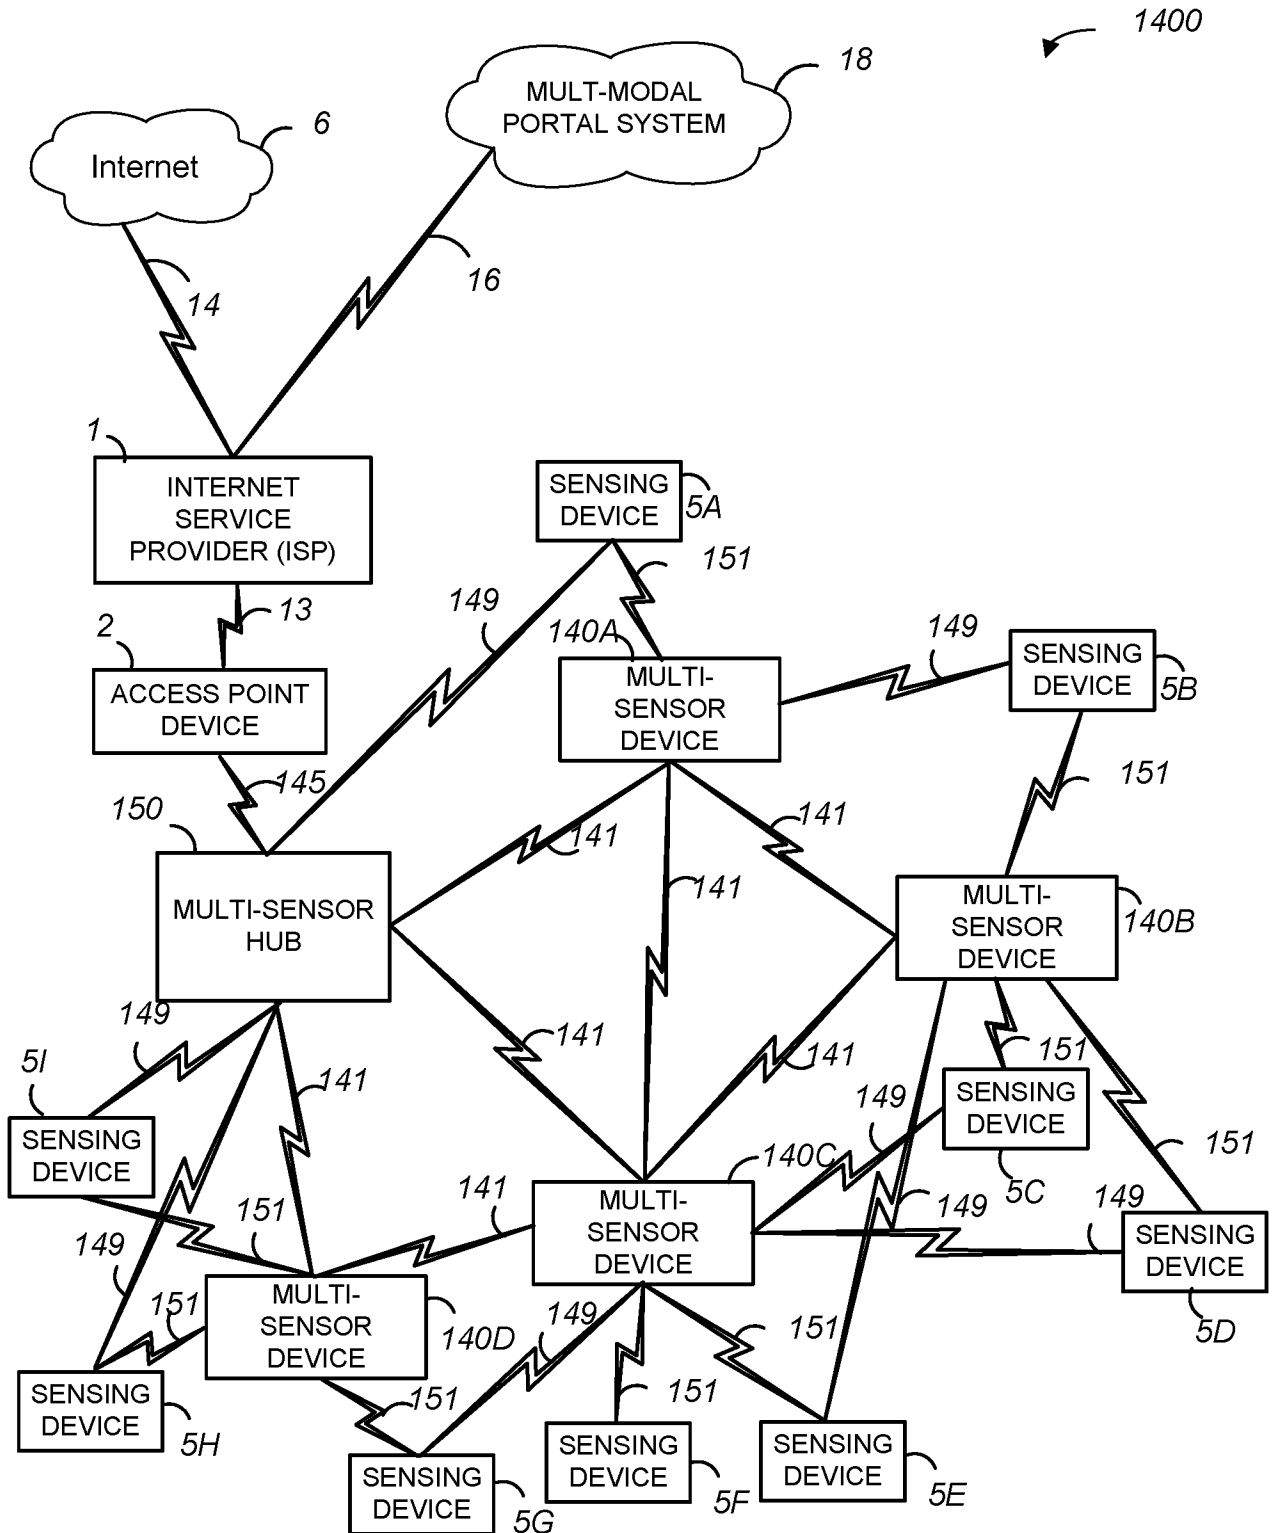 1400
18
MULT-MODAL
PORTAL SYSTEM
6
Internet
16
14
1
INTERNET
SERVICE
PROVIDER (ISP)
SENSING
DEVICE
5A
151
13
149
2
140A
149
SENSING
DEVICE
5B
ACCESS POINT
DEVICE
MULTI-
SENSOR
DEVICE
151
145
150
141
141
141
MULTI-SENSOR
HUB
MULTI-
SENSOR
DEVICE
140B
149
141
141
151
5I
141
149
SENSING
DEVICE
SENSING
DEVICE
5C
151
140C
141
149
149
151
149
MULTI-
SENSOR
DEVICE
SENSING
DEVICE
5D
151
149
MULTI-
SENSOR
DEVICE
140D
151
SENSING
DEVICE
5H
151
151
SENSING
DEVICE
5G
SENSING
DEVICE
5F
SENSING
DEVICE
5E